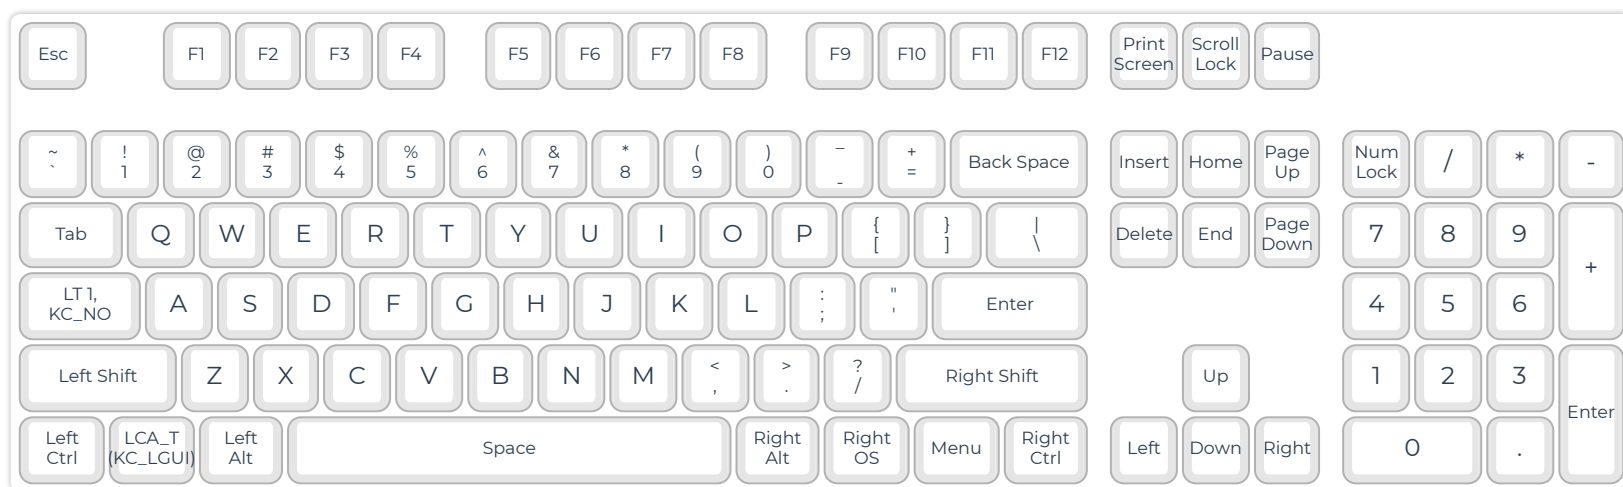 Esc F1 F2 F3 F4 F5 F6 F7 F8 F9 F10 F11 F12 Print Screen Scroll Lock Pause
~ ! @ # $ % ^ & * ( ) _ +
` 1 2 3 4 5 6 7 8 9 0 - = Back Space Insert Home Page Up Num Lock / * -
Tab Q W E R T Y U I O P { [ } ] | \ Delete End Page Down 7 8 9 +
LT 1, KC_NO A S D F G H J K L : ; " ' Enter 4 5 6
Left Shift Z X C V B N M < , > . ? / Right Shift Up 1 2 3 Enter
Left Ctrl LCA_T (KC_LGUI) Left Alt Space Right Alt Right OS Menu Right Ctrl Left Down Right 0 .